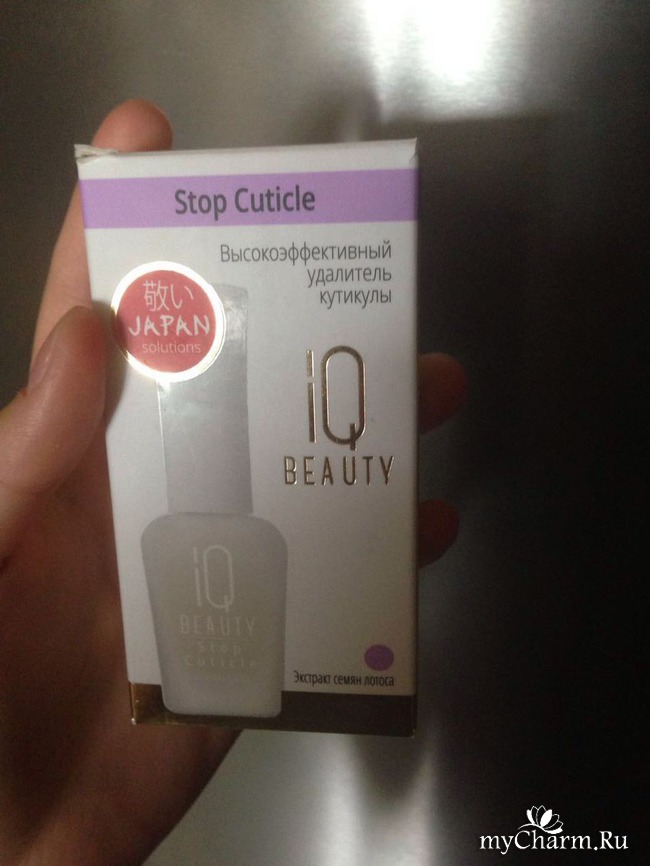 Stop Cuticle
Высокоэффективный
удалитель
кутикулы
敬い
JAPAN
solutions
iQ
BEAUTY
iQ
BEAUTY
Stop
Cuticle
Экстракт семян лотоса
myCharm.Ru